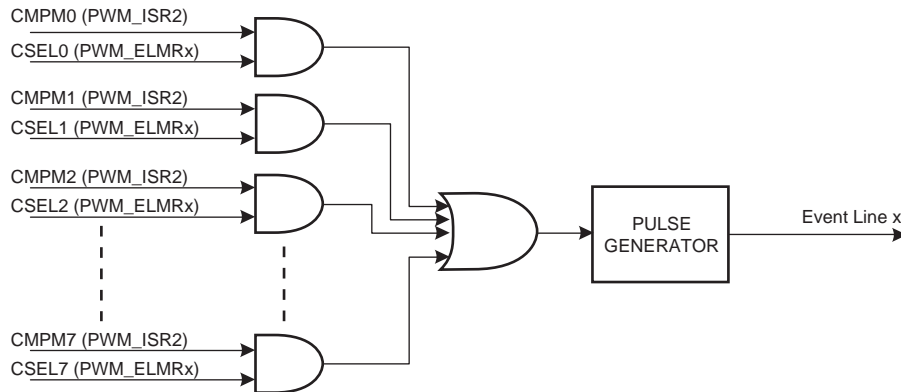 CMPM0 (PWM_ISR2)
CSEL0 (PWM_ELMRx)
CMPM1 (PWM_ISR2)
CSEL1 (PWM_ELMRx)
CMPM2 (PWM_ISR2)
CSEL2 (PWM_ELMRx)
CMPM7 (PWM_ISR2)
CSEL7 (PWM_ELMRx)
PULSE
GENERATOR
Event Line x